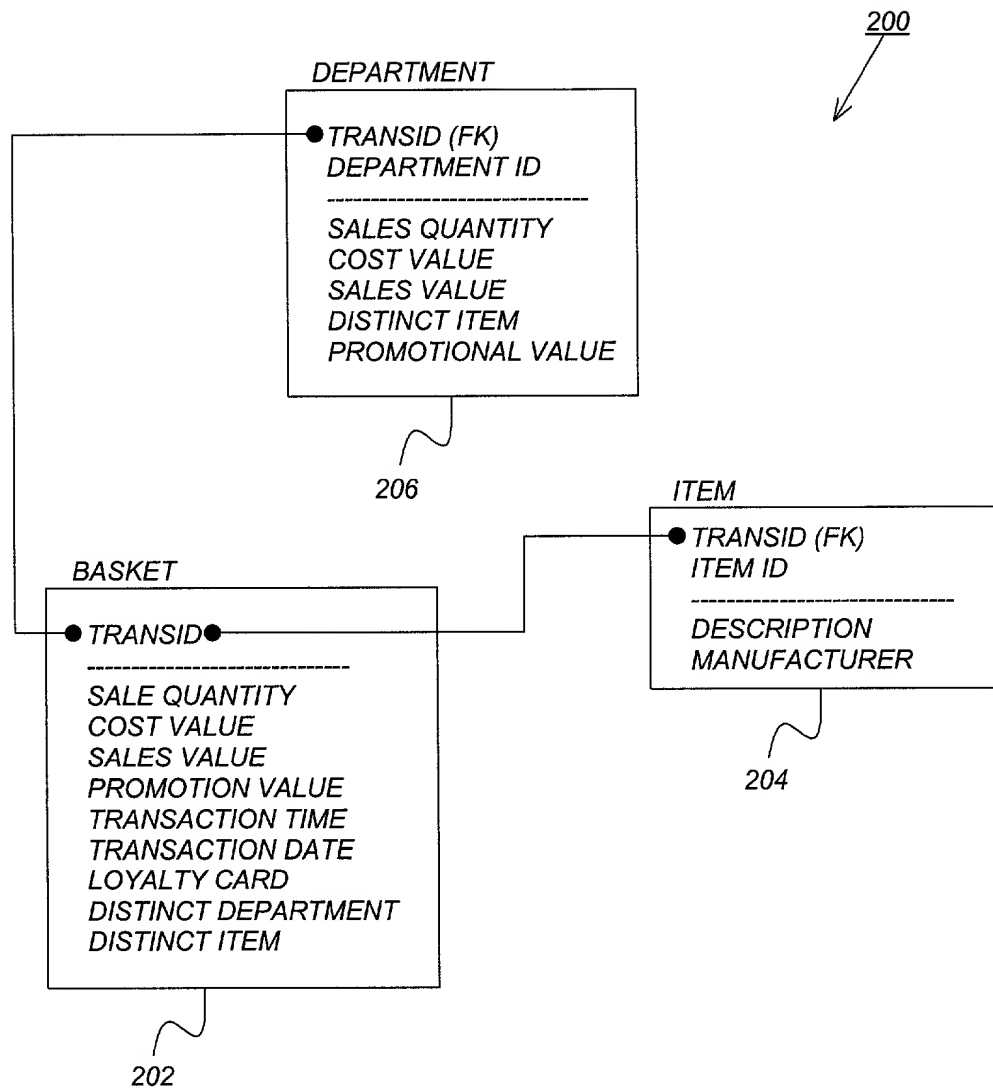 200
DEPARTMENT
TRANSID (FK)
DEPARTMENT ID
SALES QUANTITY
COST VALUE
SALES VALUE
DISTINCT ITEM
PROMOTIONAL VALUE
206
ITEM
TRANSID (FK)
ITEM ID
DESCRIPTION
MANUFACTURER
204
BASKET
TRANSID
SALE QUANTITY
COST VALUE
SALES VALUE
PROMOTION VALUE
TRANSACTION TIME
TRANSACTION DATE
LOYALTY CARD
DISTINCT DEPARTMENT
DISTINCT ITEM
202